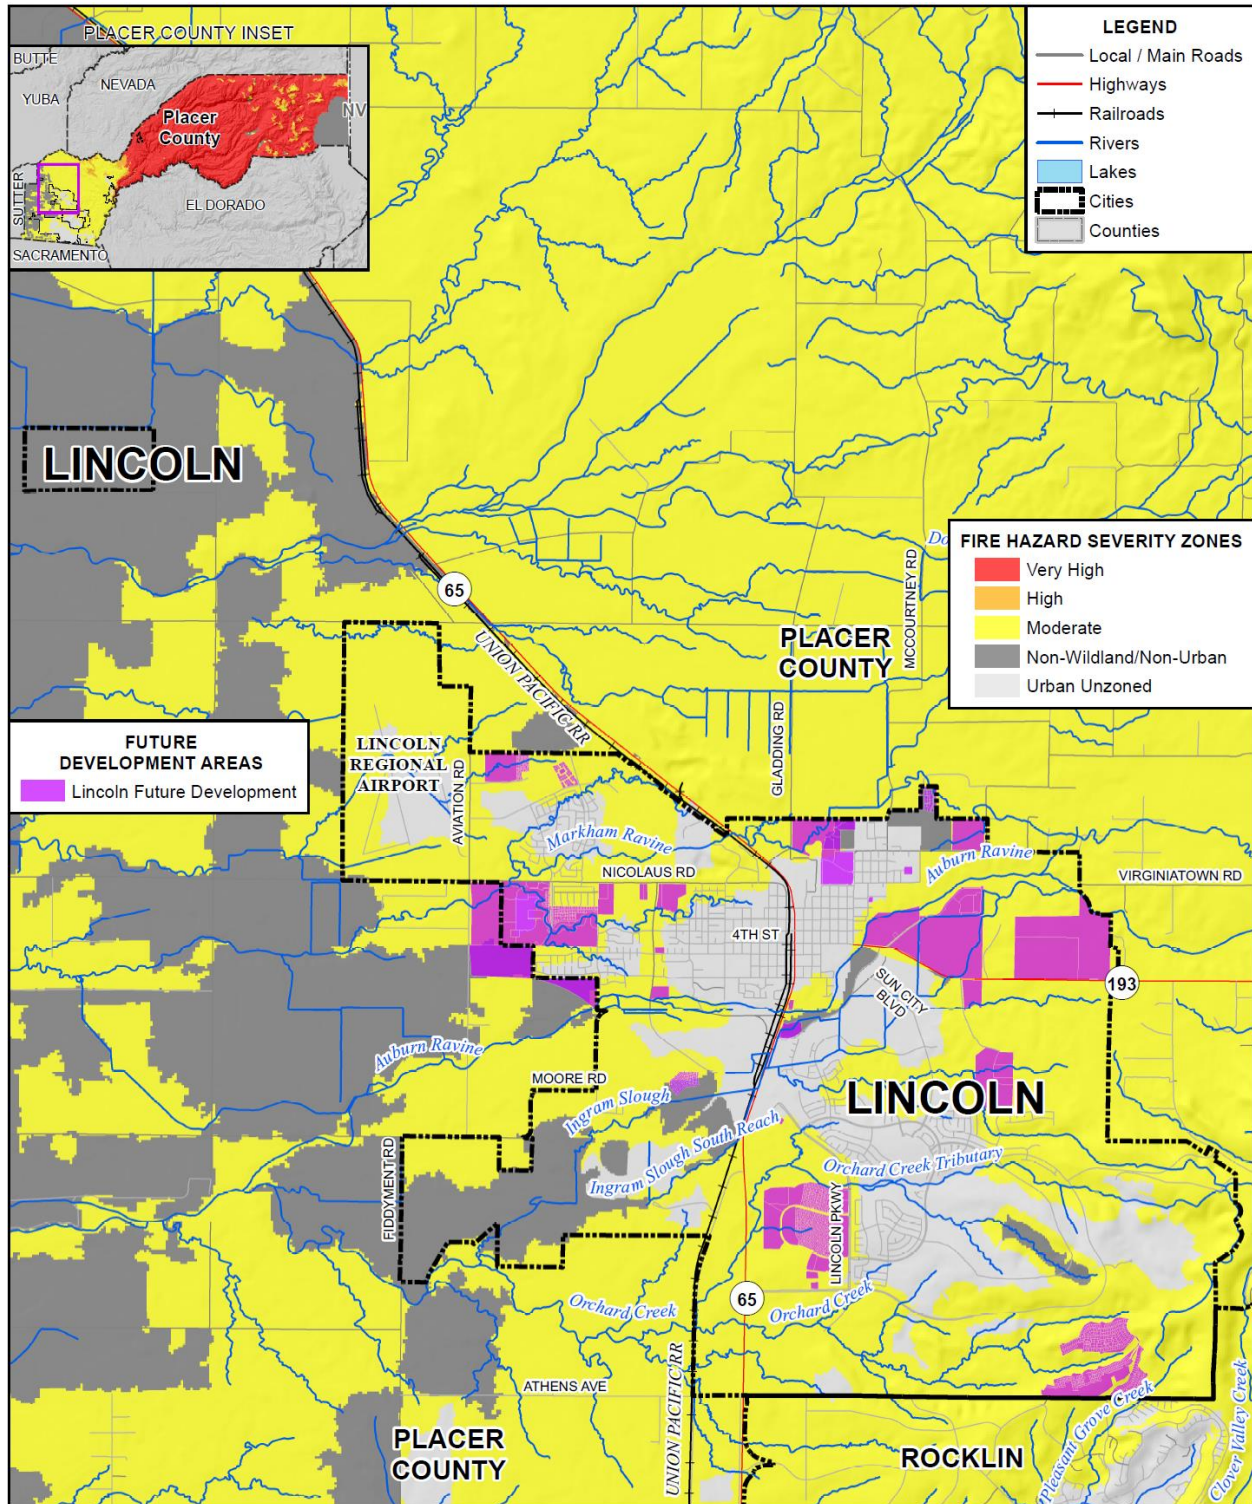 PLACER COUNTY INSET
BUTTE
YUBA
NEVADA
Placer
County
NV
SUTTER
EL DORADO
SACRAMENTO
LEGEND
Local / Main Roads
Highways
Railroads
Rivers
Lakes
Cities
Counties
LINCOLN
65
UNION PACIFIC RR
PLACER
COUNTY
MCCOURTNEY RD
GLADDING RD
Do
FIRE HAZARD SEVERITY ZONES
Very High
High
Moderate
Non-Wildland/Non-Urban
Urban Unzoned
FUTURE
DEVELOPMENT AREAS
Lincoln Future Development
LINCOLN
REGIONAL
AIRPORT
AVIATION RD
Markham Ravine
NICOLAUS RD
Auburn Ravine
VIRGINIATOWN RD
4TH ST
193
SUN CITY
BLVD
Auburn Ravine
MOORE RD
Ingram Slough
LINCOLN
Ingram Slough South Reach
Orchard Creek Tributary
FIDDYMENT RD
LINCOLN PKWY
65
Orchard Creek
Orchard Creek
UNION PACIFIC RR
ATHENS AVE
PLACER
COUNTY
ROCKLIN
Pleasant Grove Creek
Clover Valley Creek